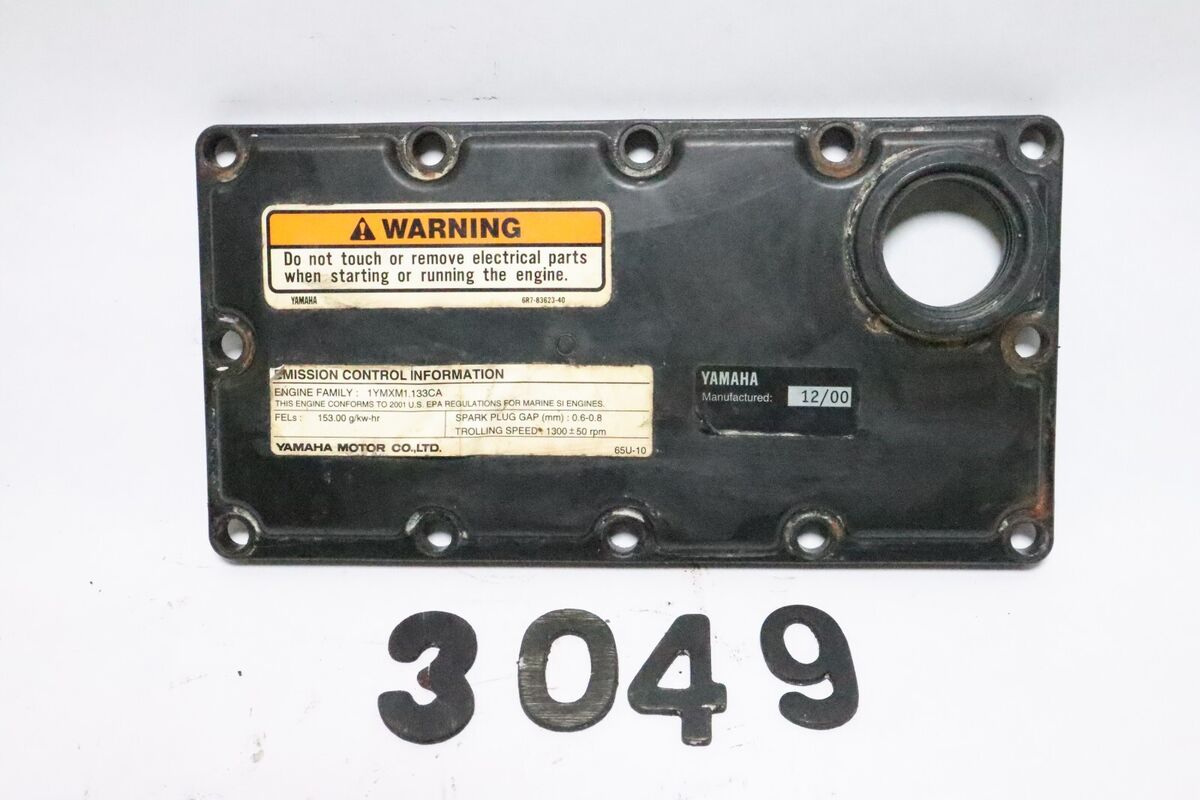 WARNING
Do not touch or remove electrical parts
when starting or running the engine.
YAMAHA 6R7-83623-40
EMISSION CONTROL INFORMATION
ENGINE FAMILY : 1YMXM1.133CA
THIS ENGINE CONFORMS TO 2001 U.S. EPA REGULATIONS FOR MARINE SI ENGINES.
FELs : 153.00 g/kw-hr SPARK PLUG GAP (mm) : 0.6-0.8
TROLLING SPEED : 1300 ± 50 rpm
YAMAHA MOTOR CO.,LTD. 65U-10
YAMAHA
Manufactured: 12/00
3049